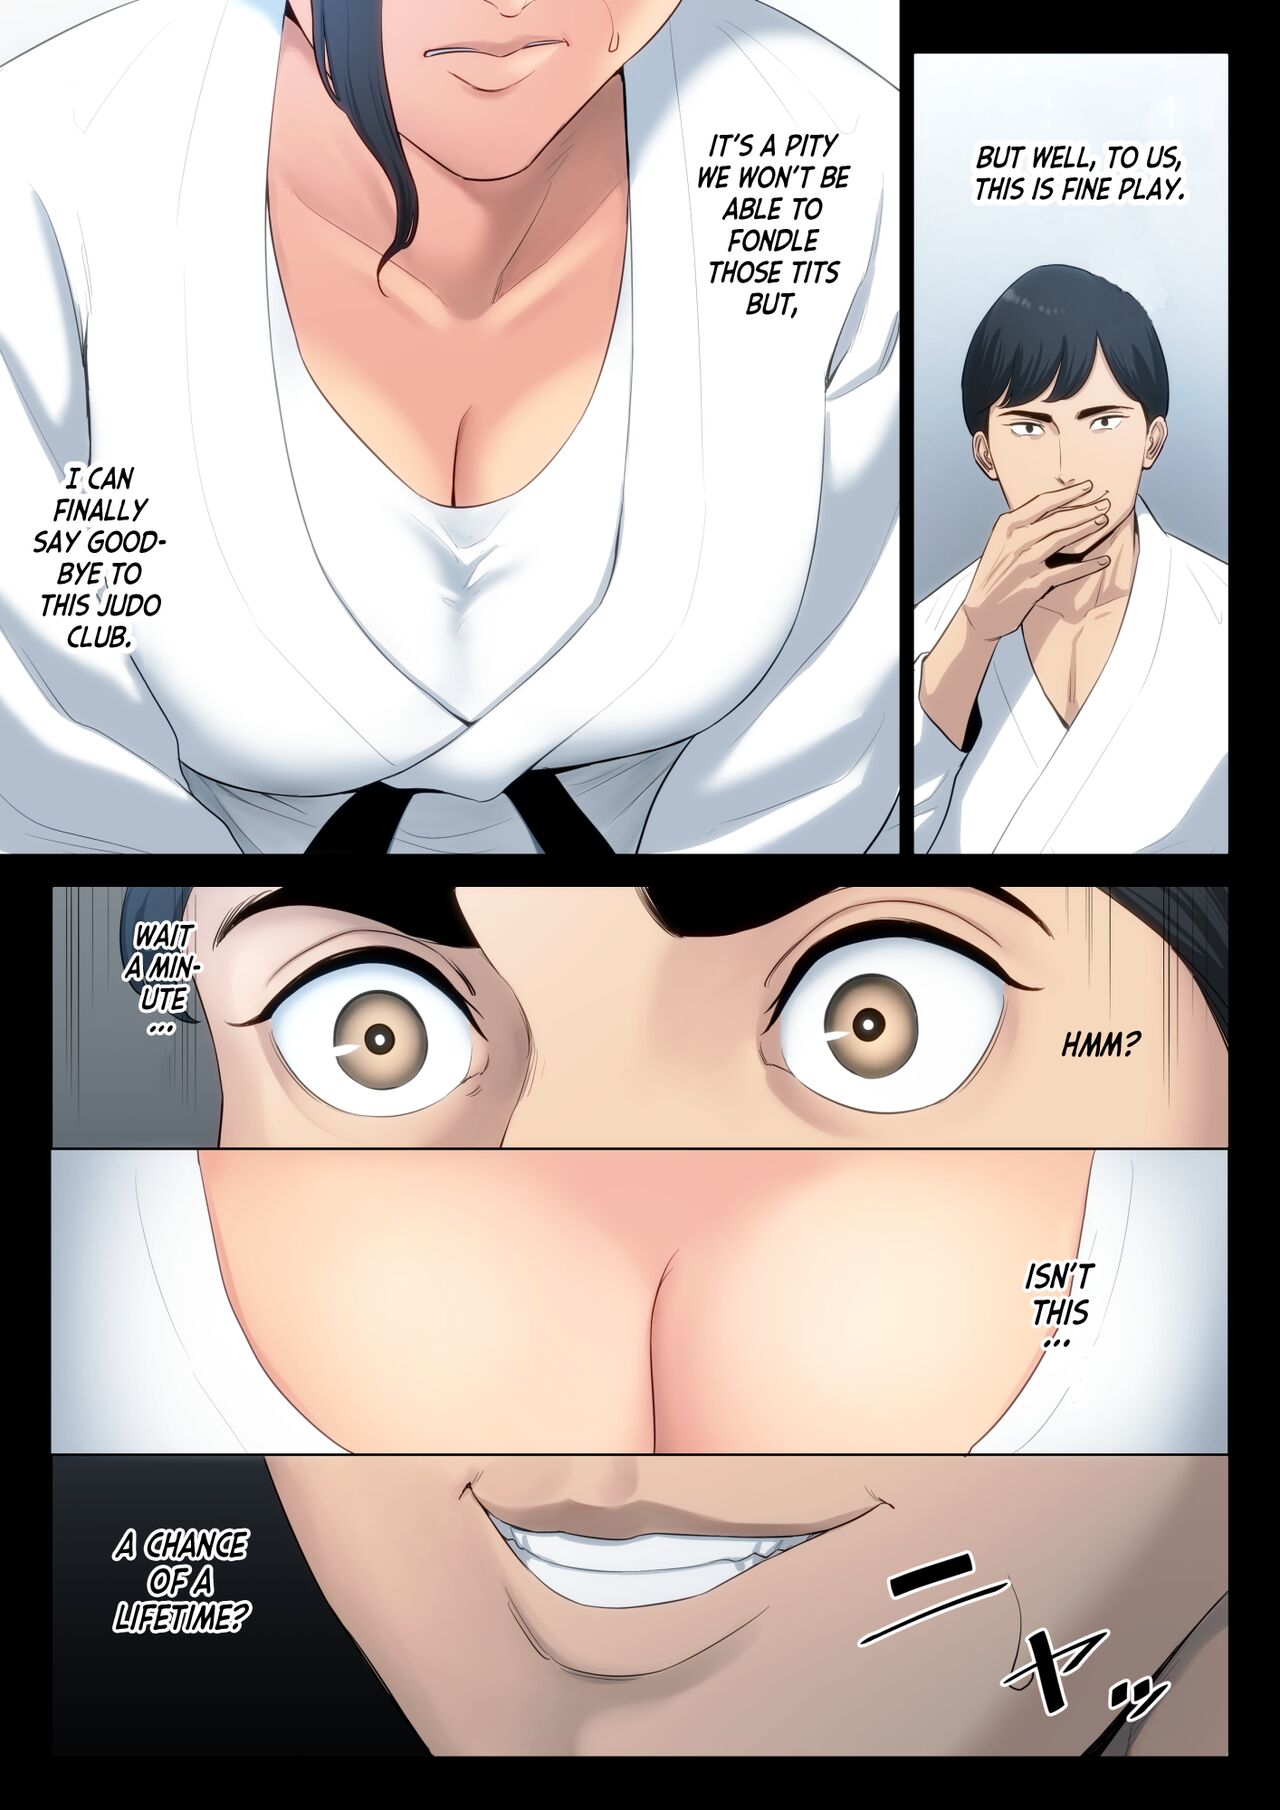 BUT WELL, TO US,
THIS IS FINE PLAY.
IT'S A PITY
WE WON'T BE
ABLE TO
FONDLE
THOSE TITS
BUT,
I CAN
FINALLY
SAY GOOD-
BYE TO
THIS JUDO
CLUB.
HMM?
WAIT
A MIN-
UTE
...
ISN'T
THIS
...
A CHANCE
OF A
LIFETIME?
ニヤッ